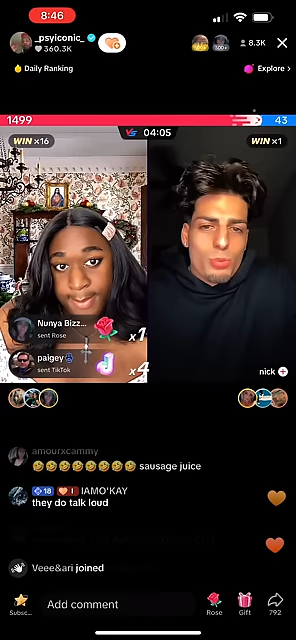 8:46
_psyiconic_
360.3K
300+
8.3K
Daily Ranking
Explore >
1499
43
WIN x16
VS 04:05
WIN x1
Nunya Bizz...
sent Rose
x1
paigey
sent TikTok
x4
nick
amourxcammy
sausage juice
18 I IAMO'KAY
they do talk loud
Veee&ari joined
Subsc...
Add comment
Rose
Gift
792